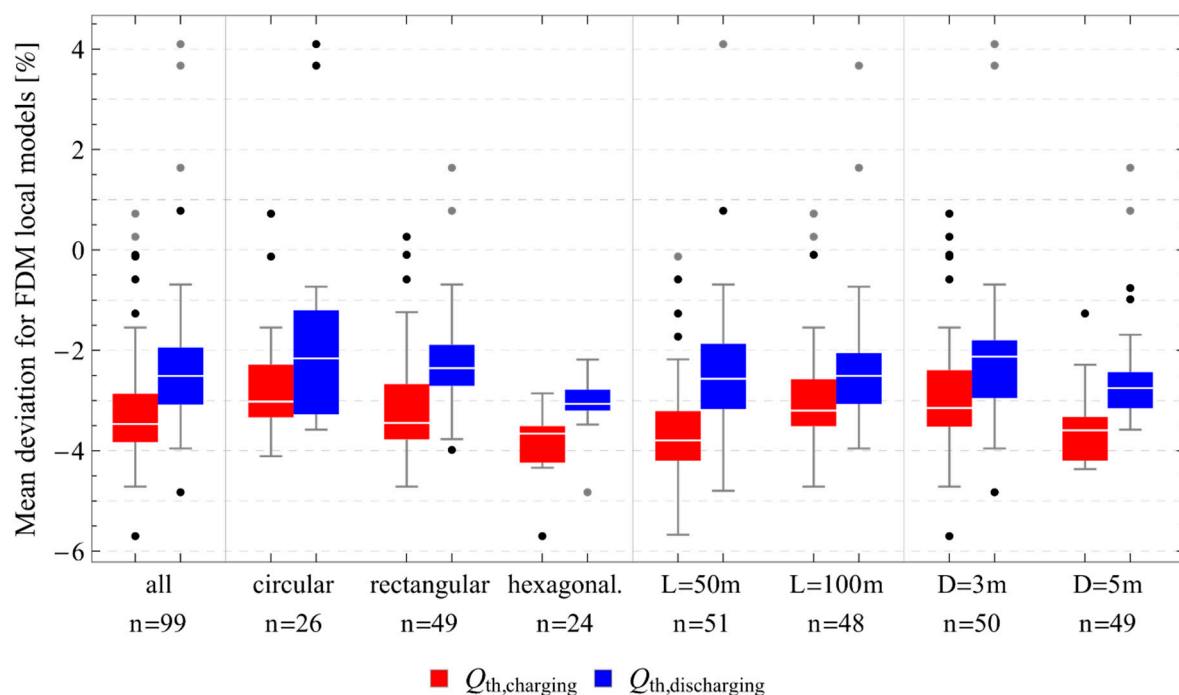 Mean deviation for FDM local models [%]
4
2
0
−2
−4
−6
all circular rectangular hexagonal. L=50m L=100m D=3m D=5m
n=99 n=26 n=49 n=24 n=51 n=48 n=50 n=49
Qth,charging Qth,discharging